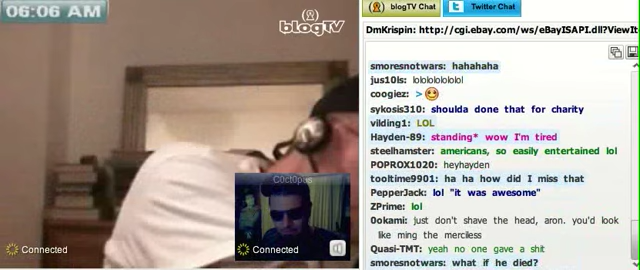 06:06 AM
blogTV
C0ct0pus
Connected
Connected
blogTV Chat
Twitter Chat
DmKrispin: http://cgi.ebay.com/ws/eBayISAPI.dll?ViewIt
smoresnotwars: hahahaha
jus10ls: lolololololol
coogiez: >
sykosis310: shoulda done that for charity
vilding1: LOL
Hayden-89: standing* wow I'm tired
steelhamster: americans, so easily entertained lol
POPROX1020: heyhayden
tooltime9901: ha ha how did I miss that
PepperJack: lol "it was awesome"
ZPrime: lol
0okami: just don't shave the head, aron. you'd look
like ming the merciless
Quasi-TMT: yeah no one gave a shit
smoresnotwars: what if he died?